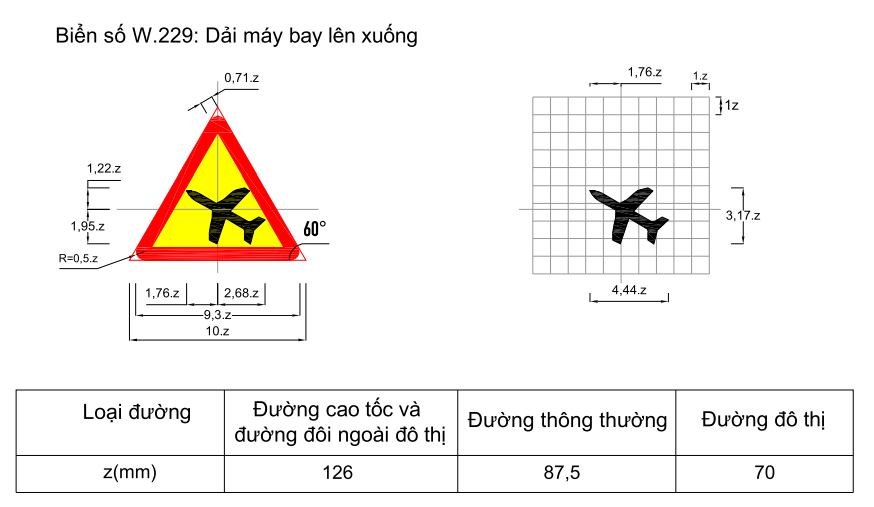 Biển số W.229: Dải máy bay lên xuống
0,71.z
1,76.z
1.z
1z
1,22.z
1,95.z
60°
3,17.z
R=0,5.z
1,76.z
2,68.z
4,44.z
9,3.z
10.z
Loại đường
Đường cao tốc và
đường đôi ngoài đô thị
Đường thông thường
Đường đô thị
z(mm)
126
87,5
70